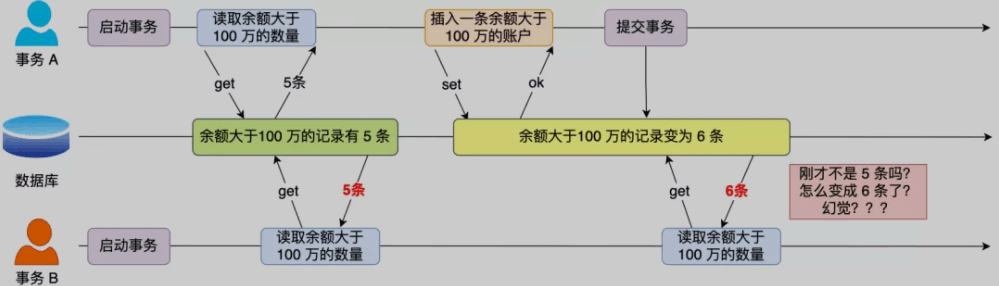 启动事务
读取余额大于
100 万的数量
插入一条余额大于
100 万的账户
提交事务
事务 A
get
5条
set
ok
余额大于100 万的记录有 5 条
余额大于100 万的记录变为 6 条
数据库
get
5条
get
6条
刚才不是 5 条吗？
怎么变成 6 条了？
幻觉？？？
启动事务
读取余额大于
100 万的数量
读取余额大于
100 万的数量
事务 B